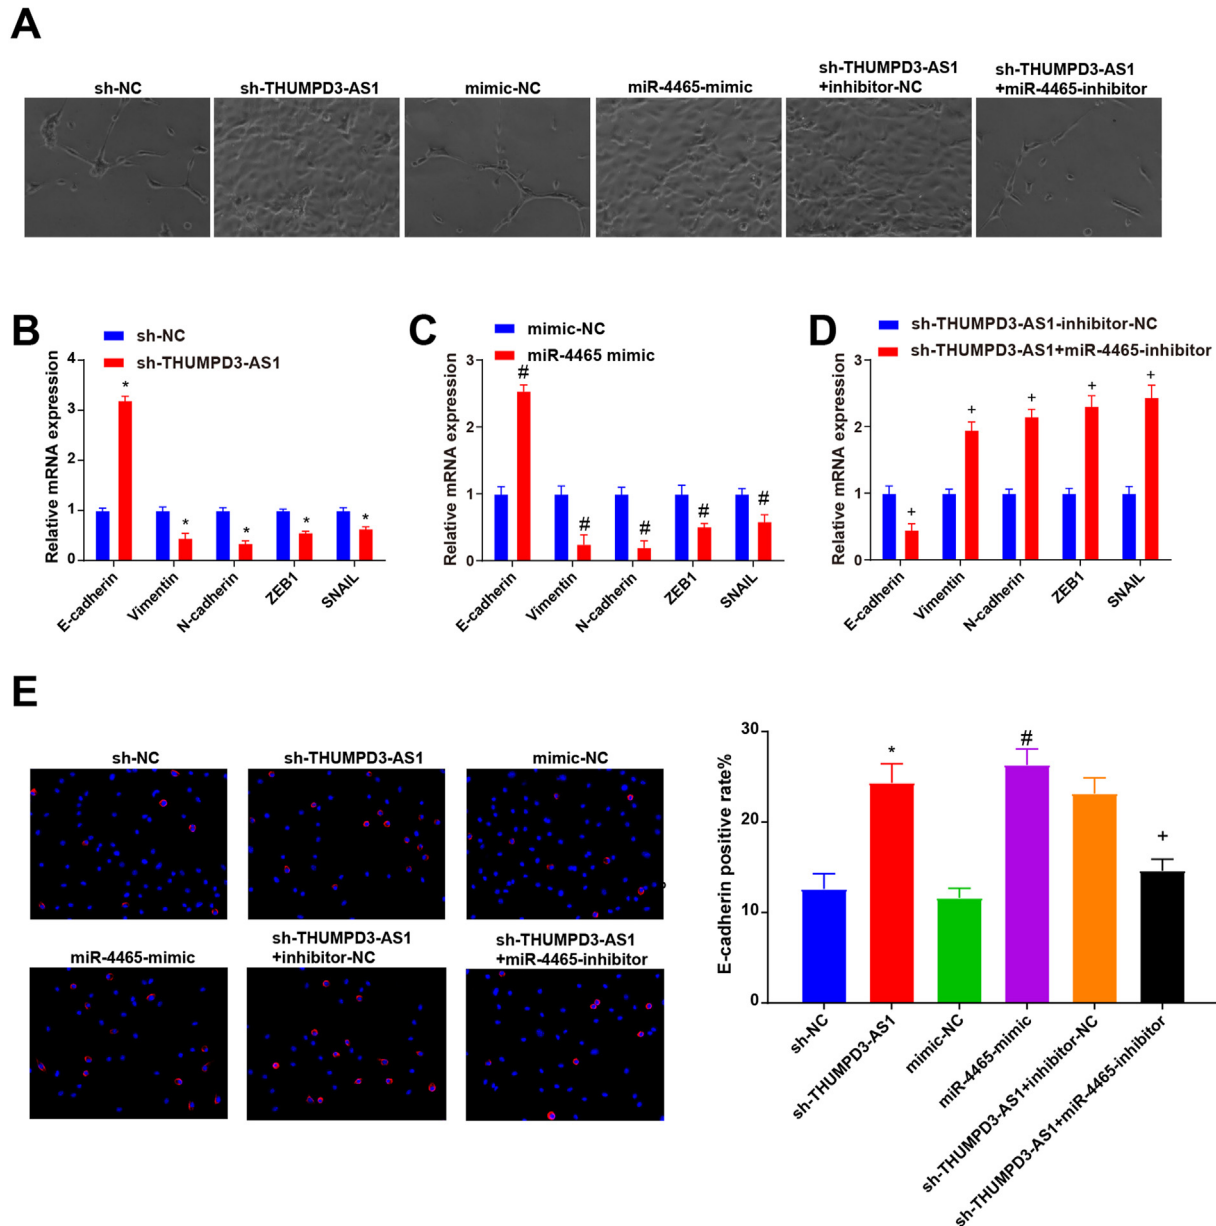 A
sh-NC
sh-THUMPD3-AS1
mimic-NC
miR-4465-mimic
sh-THUMPD3-AS1
+inhibitor-NC
sh-THUMPD3-AS1
+miR-4465-inhibitor
B
sh-NC
sh-THUMPD3-AS1
Relative mRNA expression
4
3
2
1
0
*
*
*
*
*
E-cadherin
Vimentin
N-cadherin
ZEB1
SNAIL
C
mimic-NC
miR-4465 mimic
Relative mRNA expression
3
2
1
0
#
#
#
#
#
E-cadherin
Vimentin
N-cadherin
ZEB1
SNAIL
D
sh-THUMPD3-AS1-inhibitor-NC
sh-THUMPD3-AS1+miR-4465-inhibitor
Relative mRNA expression
3
2
1
0
+
+
+
+
+
E-cadherin
Vimentin
N-cadherin
ZEB1
SNAIL
E
sh-NC
sh-THUMPD3-AS1
mimic-NC
miR-4465-mimic
sh-THUMPD3-AS1
+inhibitor-NC
sh-THUMPD3-AS1
+miR-4465-inhibitor
E-cadherin positive rate%
30
20
10
0
*
#
+
sh-NC
sh-THUMPD3-AS1
mimic-NC
miR-4465-mimic
sh-THUMPD3-AS1+inhibitor-NC
sh-THUMPD3-AS1+miR-4465-inhibitor